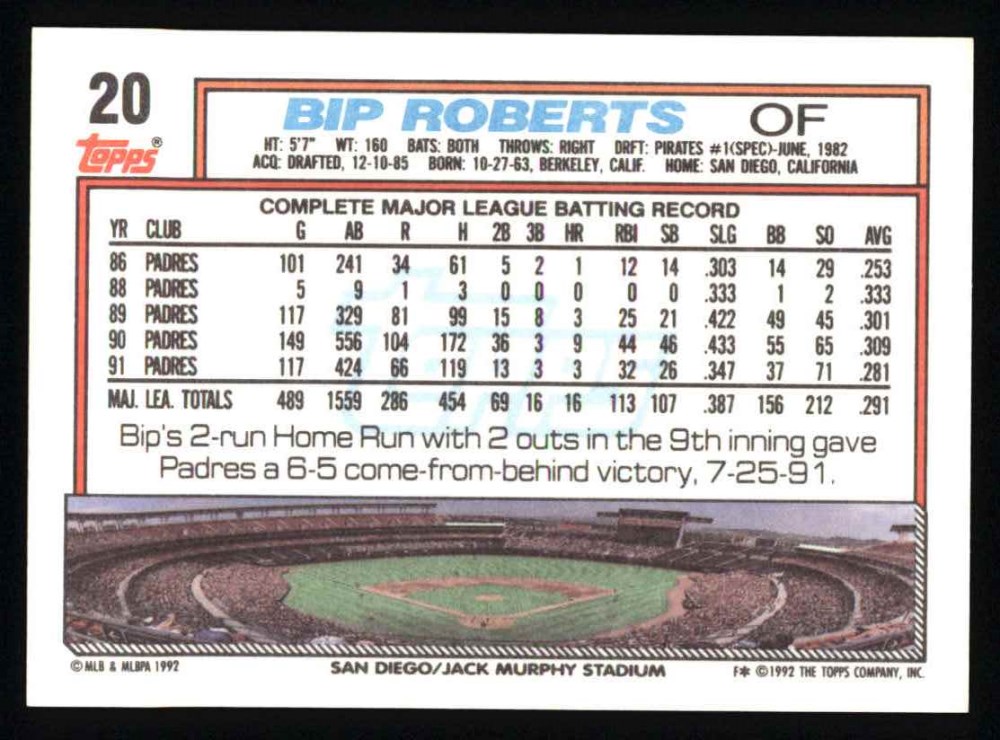 20
Topps®
BIP ROBERTS OF
HT: 5'7" WT: 160 BATS: BOTH THROWS: RIGHT DRFT: PIRATES #1(SPEC)-JUNE, 1982
ACQ: DRAFTED, 12-10-85 BORN: 10-27-63, BERKELEY, CALIF. HOME: SAN DIEGO, CALIFORNIA
COMPLETE MAJOR LEAGUE BATTING RECORD
YR CLUB G AB R H 2B 3B HR RBI SB SLG BB SO AVG
86 PADRES 101 241 34 61 5 2 1 12 14 .303 14 29 .253
88 PADRES 5 9 1 3 0 0 0 0 0 .333 1 2 .333
89 PADRES 117 329 81 99 15 8 3 25 21 .422 49 45 .301
90 PADRES 149 556 104 172 36 3 9 44 46 .433 55 65 .309
91 PADRES 117 424 66 119 13 3 3 32 26 .347 37 71 .281
MAJ. LEA. TOTALS 489 1559 286 454 69 16 16 113 107 .387 156 212 .291
Bip's 2-run Home Run with 2 outs in the 9th inning gave
Padres a 6-5 come-from-behind victory, 7-25-91.
© MLB & MLBPA 1992 SAN DIEGO/JACK MURPHY STADIUM F* © 1992 THE TOPPS COMPANY, INC.